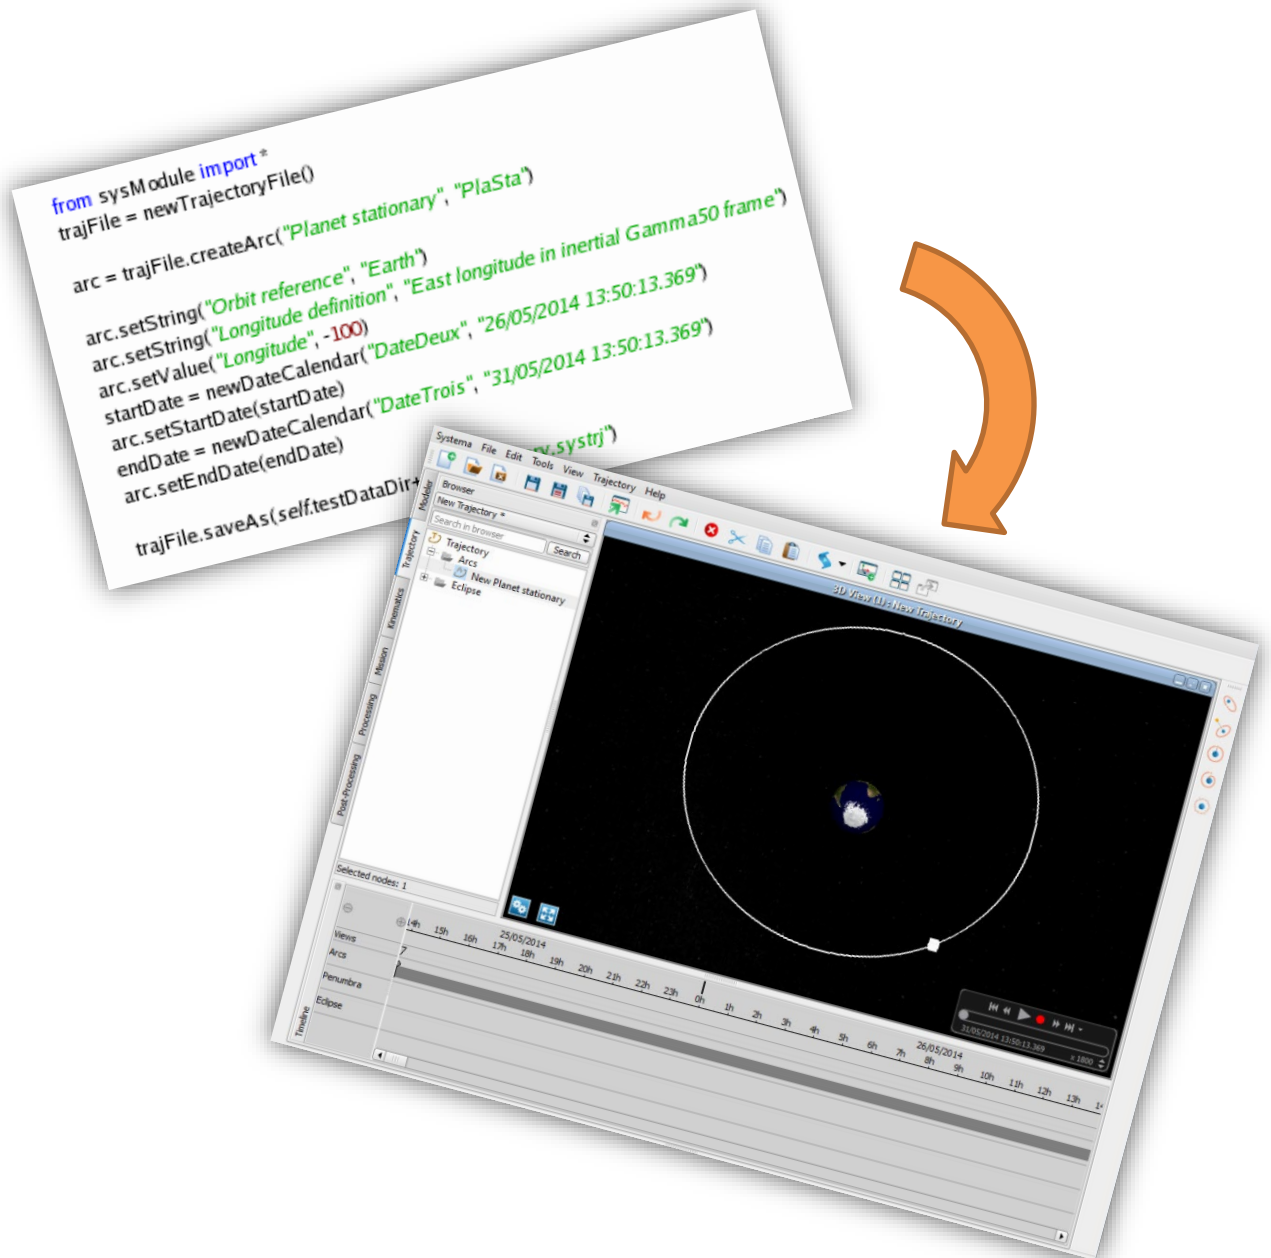 from sysModule import *
trajFile = newTrajectoryFile()
arc = trajFile.createArc("Planet stationary", "PlaSta")
arc.setString("Orbit reference", "Earth")
arc.setString("Longitude definition", "East longitude in inertial Gamma50 frame")
arc.setValue("Longitude", -100)
startDate = newDateCalendar("DateDeux", "26/05/2014 13:50:13.369")
arc.setStartDate(startDate)
endDate = newDateCalendar("DateTrois", "31/05/2014 13:50:13.369")
arc.setEndDate(endDate)
trajFile.saveAs(self.testDataDir+ y.systrj")
Systema File Edit Tools View Trajectory Help
Modeler
Trajectory
Kinematics
Mission
Processing
Post-Processing
Browser
New Trajectory *
Search in browser Search
Trajectory
Arcs
New Planet stationary
Eclipse
Selected nodes: 1
3D View (1) : New Trajectory
31/05/2014 13:50:13.369 x 1800
Timeline
25/05/2014 26/05/2014
14h 15h 16h 17h 18h 19h 20h 21h 22h 23h 0h 1h 2h 3h 4h 5h 6h 7h 8h 9h 10h 11h 12h 13h
Views
Arcs
Penumbra
Eclipse